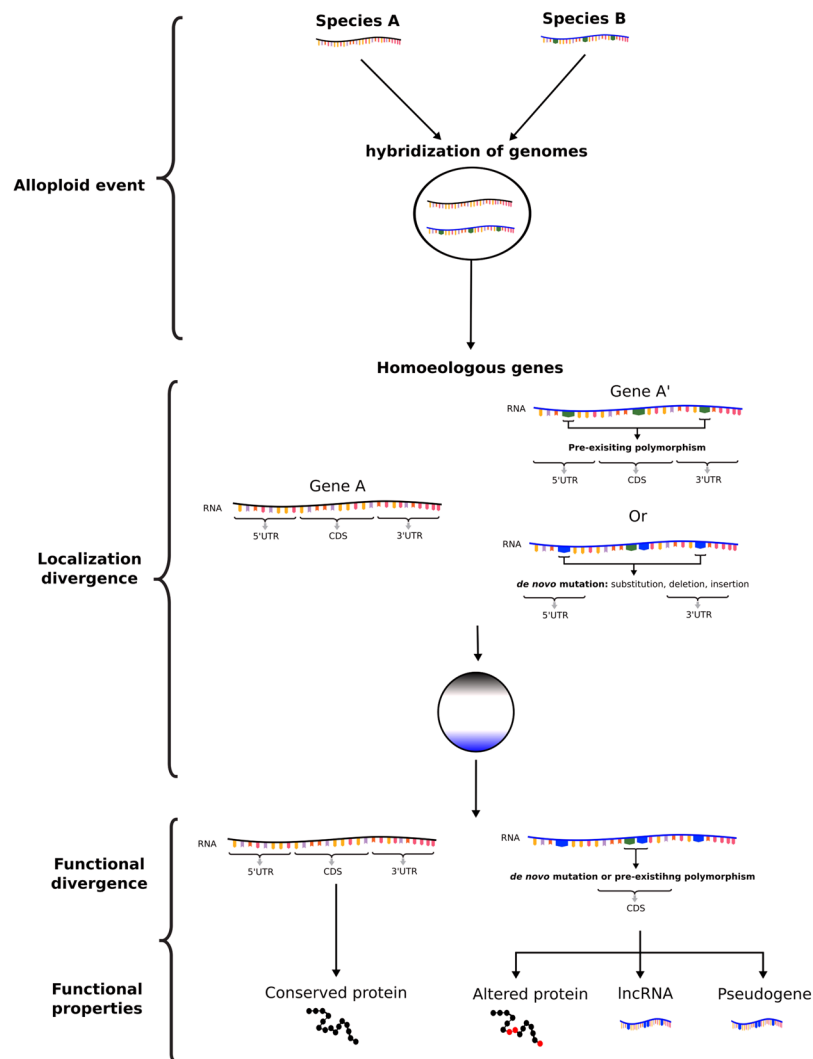 Species A
Species B
hybridization of genomes
Alloploid event
Homoeologous genes
Gene A'
RNA
Pre-exisiting polymorphism
5'UTR
CDS
3'UTR
Gene A
RNA
5'UTR
CDS
3'UTR
Or
RNA
de novo mutation: substitution, deletion, insertion
5'UTR
3'UTR
Localization
divergence
RNA
5'UTR
CDS
3'UTR
RNA
de novo mutation or pre-existihng polymorphism
CDS
Functional
divergence
Functional
properties
Conserved protein
Altered protein
lncRNA
Pseudogene